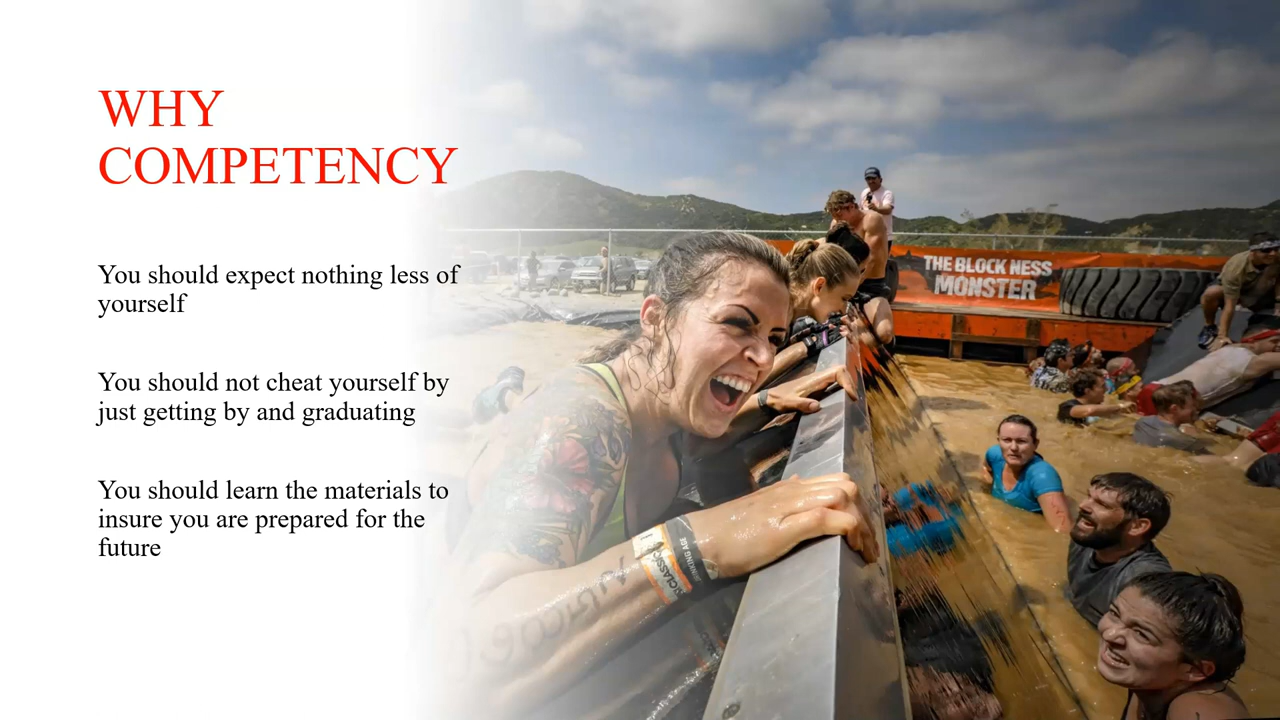 WHY
COMPETENCY
You should expect nothing less of
yourself
You should not cheat yourself by
just getting by and graduating
You should learn the materials to
insure you are prepared for the
future
THE BLOCK NESS
MONSTER